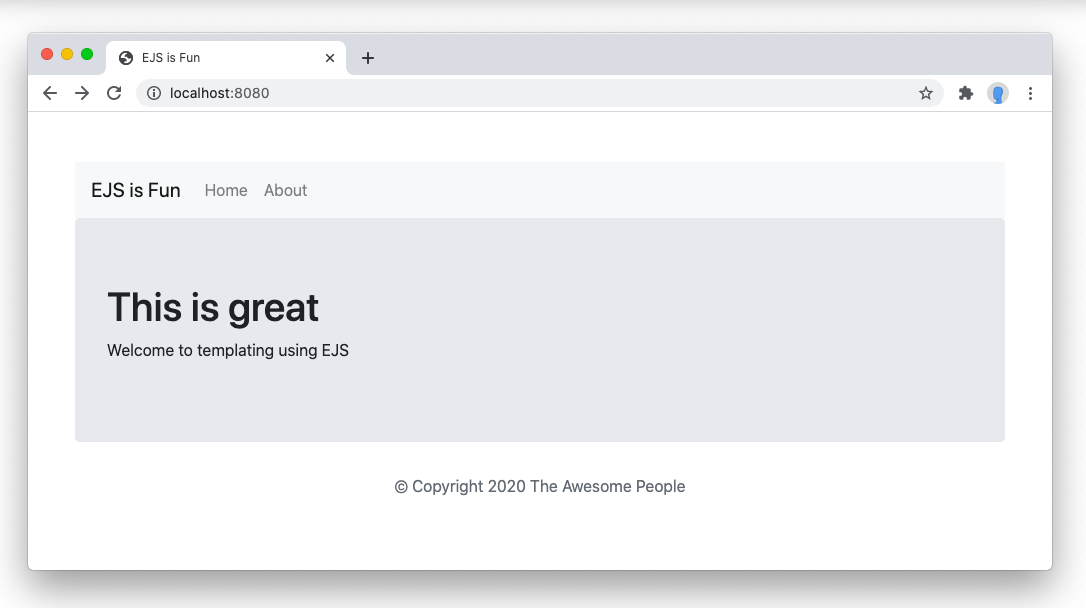 EJS is Fun
localhost:8080
EJS is Fun Home About
This is great
Welcome to templating using EJS
© Copyright 2020 The Awesome People